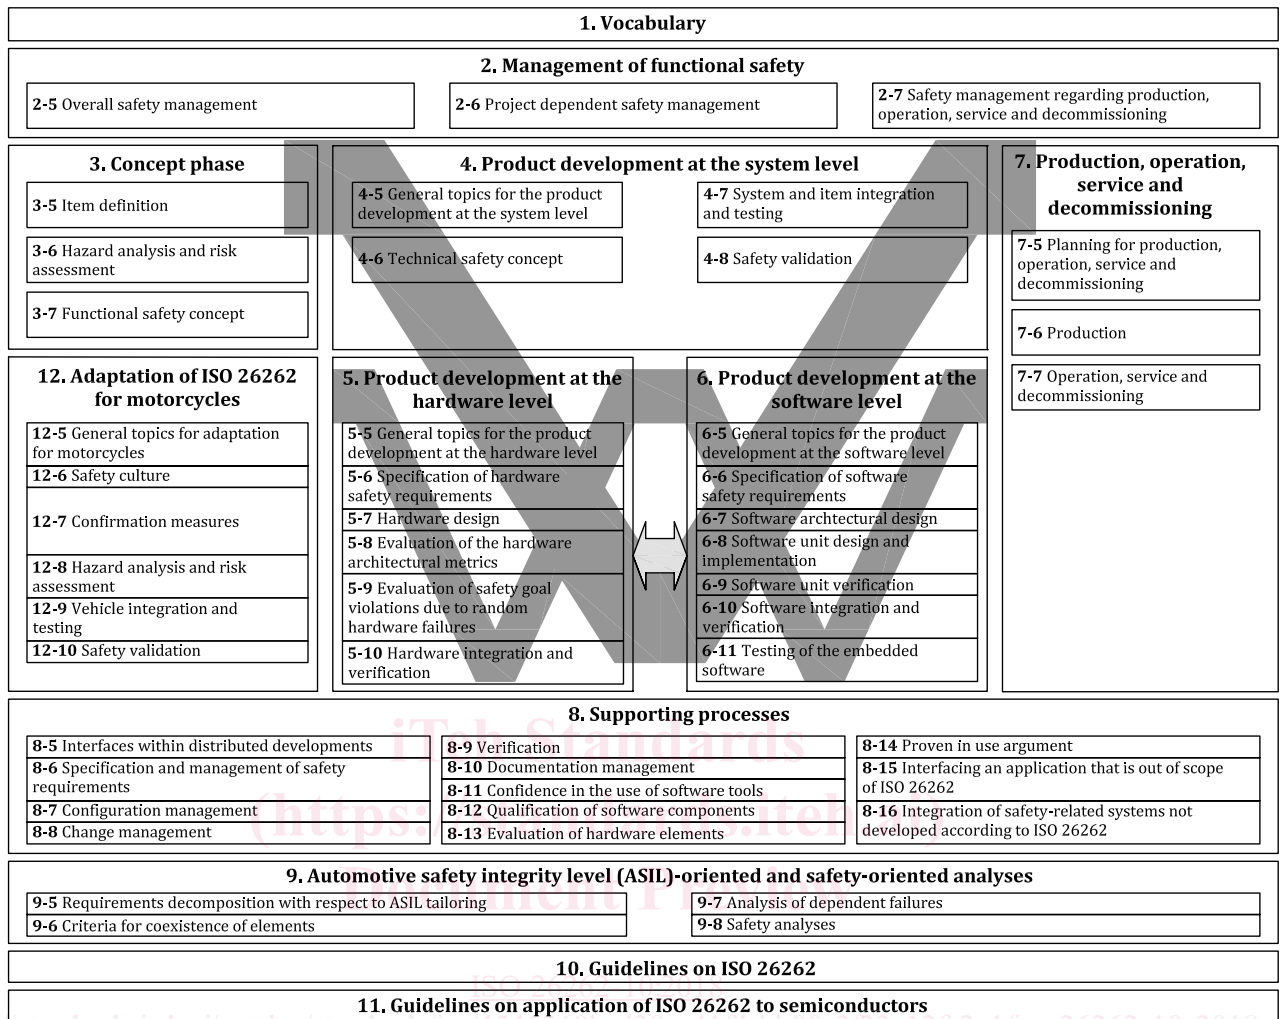 1. Vocabulary
2. Management of functional safety
2-5 Overall safety management
2-6 Project dependent safety management
2-7 Safety management regarding production,
operation, service and decommissioning
3. Concept phase
3-5 Item definition
3-6 Hazard analysis and risk
assessment
3-7 Functional safety concept
4. Product development at the system level
4-5 General topics for the product
development at the system level
4-6 Technical safety concept
4-7 System and item integration
and testing
4-8 Safety validation
7. Production, operation,
service and
decommissioning
7-5 Planning for production,
operation, service and
decommissioning
7-6 Production
7-7 Operation, service and
decommissioning
12. Adaptation of ISO 26262
for motorcycles
12-5 General topics for adaptation
for motorcycles
12-6 Safety culture
12-7 Confirmation measures
12-8 Hazard analysis and risk
assessment
12-9 Vehicle integration and
testing
12-10 Safety validation
5. Product development at the
hardware level
5-5 General topics for the product
development at the hardware level
5-6 Specification of hardware
safety requirements
5-7 Hardware design
5-8 Evaluation of the hardware
architectural metrics
5-9 Evaluation of safety goal
violations due to random
hardware failures
5-10 Hardware integration and
verification
6. Product development at the
software level
6-5 General topics for the product
development at the software level
6-6 Specification of software
safety requirements
6-7 Software archtectural design
6-8 Software unit design and
implementation
6-9 Software unit verification
6-10 Software integration and
verification
6-11 Testing of the embedded
software
8. Supporting processes
8-5 Interfaces within distributed developments
8-6 Specification and management of safety
requirements
8-7 Configuration management
8-8 Change management
8-9 Verification
8-10 Documentation management
8-11 Confidence in the use of software tools
8-12 Qualification of software components
8-13 Evaluation of hardware elements
8-14 Proven in use argument
8-15 Interfacing an application that is out of scope
of ISO 26262
8-16 Integration of safety-related systems not
developed according to ISO 26262
iTeh Standards
(https://standards.iteh.ai)
Document Preview
9. Automotive safety integrity level (ASIL)-oriented and safety-oriented analyses
9-5 Requirements decomposition with respect to ASIL tailoring
9-6 Criteria for coexistence of elements
9-7 Analysis of dependent failures
9-8 Safety analyses
10. Guidelines on ISO 26262
ISO 26262-10:2018
11. Guidelines on application of ISO 26262 to semiconductors